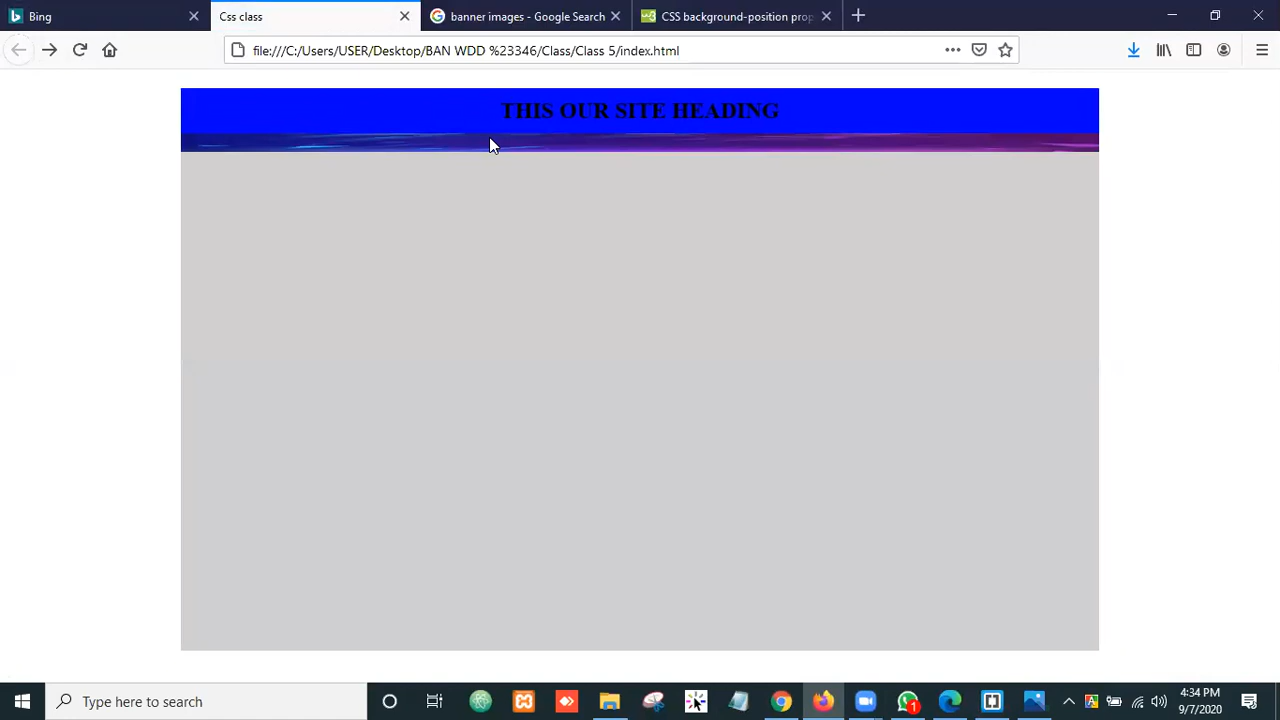 Bing
Css class
banner images - Google Search
CSS background-position prop
file:///C:/Users/USER/Desktop/BAN WDD %23346/Class/Class 5/index.html
THIS OUR SITE HEADING
Type here to search
1
4:34 PM
9/7/2020